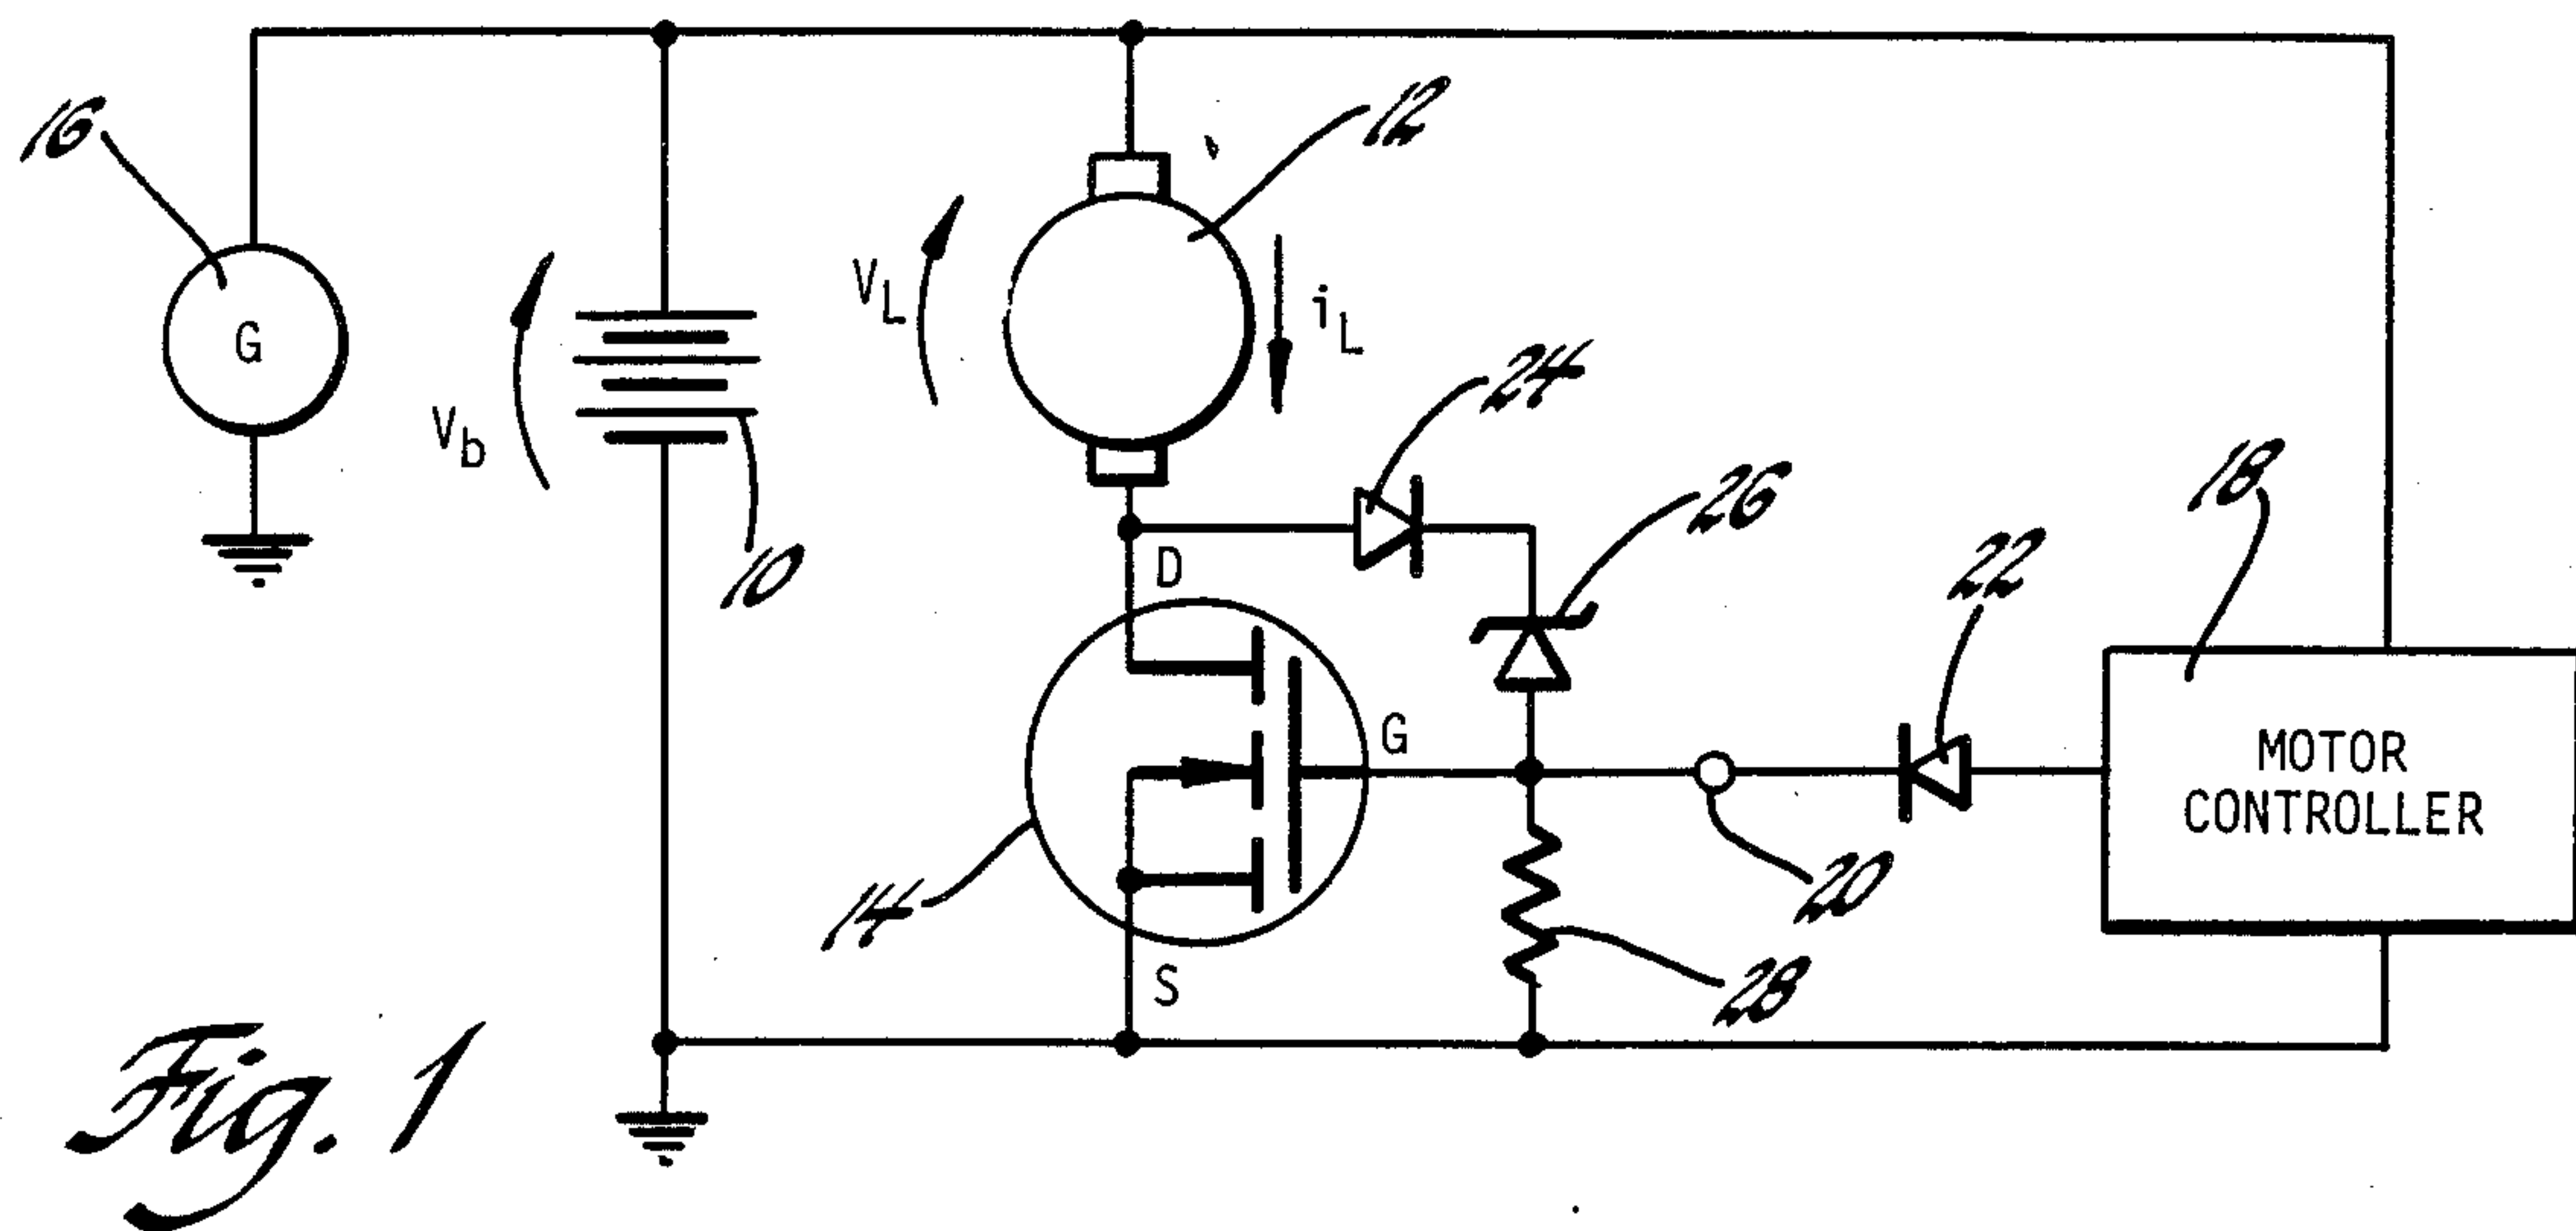 16
12
G
V_b
V_L
i_L
24
26
18
22
10
D
G
MOTOR
CONTROLLER
14
20
S
28
Fig. 1